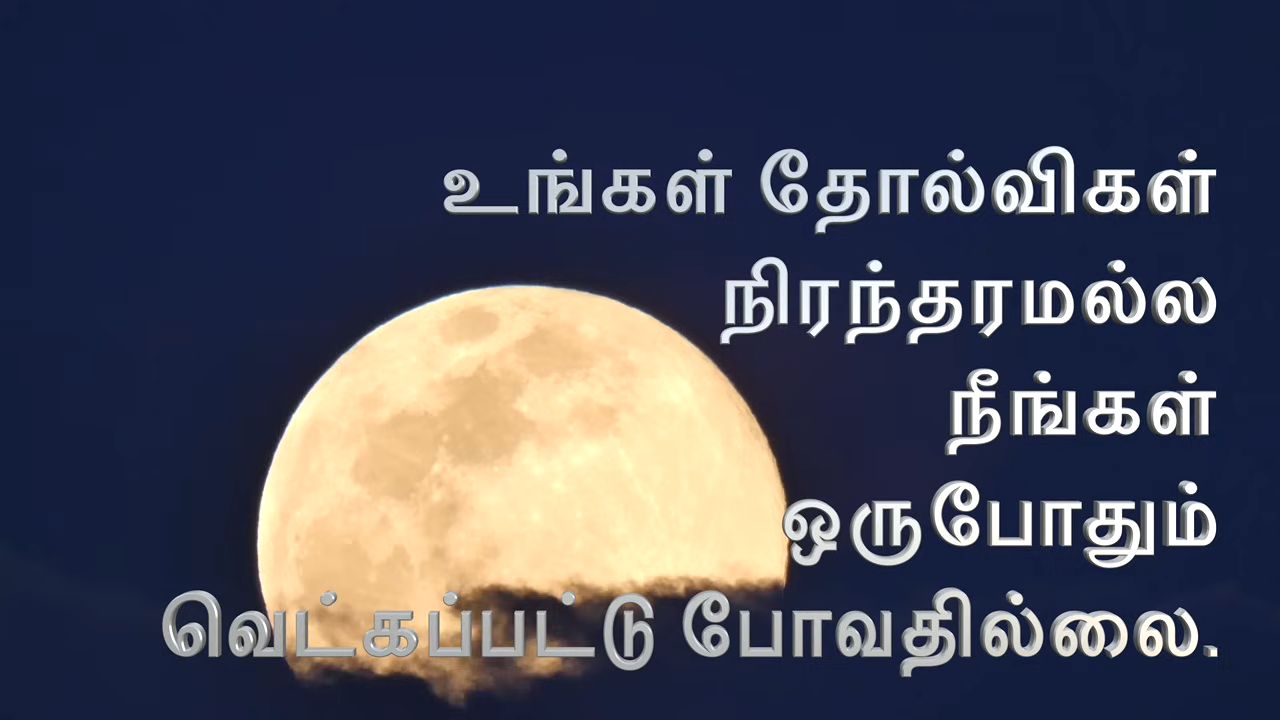 உங்கள் தோல்விகள்
நிரந்தரமல்ல
நீங்கள்
ஒருபோதும்
வெட்கப்பட்டு போவதில்லை.